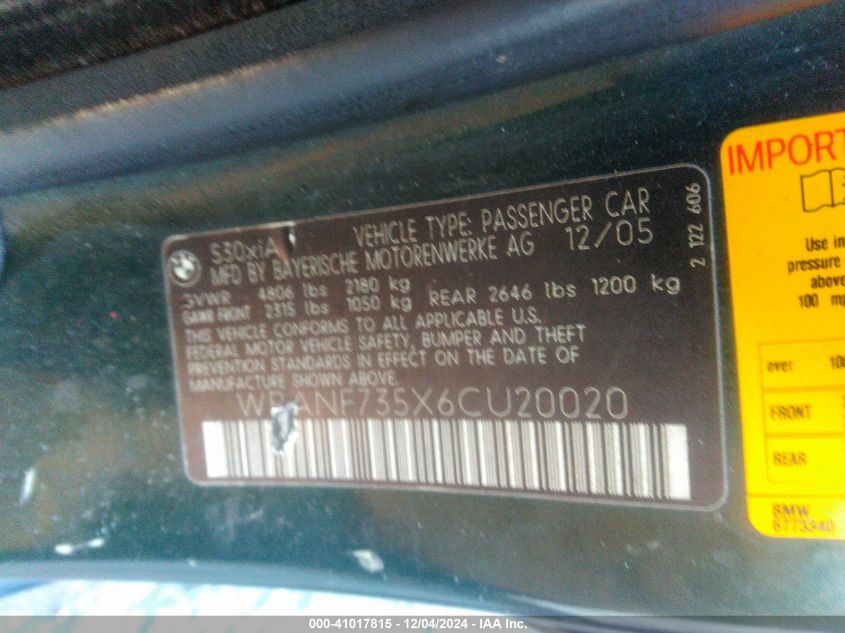 530xiA VEHICLE TYPE: PASSENGER CAR
MFD BY BAYERISCHE MOTORENWERKE AG 12/05
GVWR 4806 lbs 2180 kg
GAWR FRONT 2315 lbs 1050 kg REAR 2646 lbs 1200 kg
THIS VEHICLE CONFORMS TO ALL APPLICABLE U.S.
FEDERAL MOTOR VEHICLE SAFETY, BUMPER AND THEFT
PREVENTION STANDARDS IN EFFECT ON THE DATE OF
MANUFACTURE SHOWN ABOVE.
WBANF735X6CU20020
2 122 606
IMPORT
Use in
pressure
vehicle
100 mp
over 10
FRONT
REAR
BMW
6773340
000-41017815 - 12/04/2024 - IAA Inc.